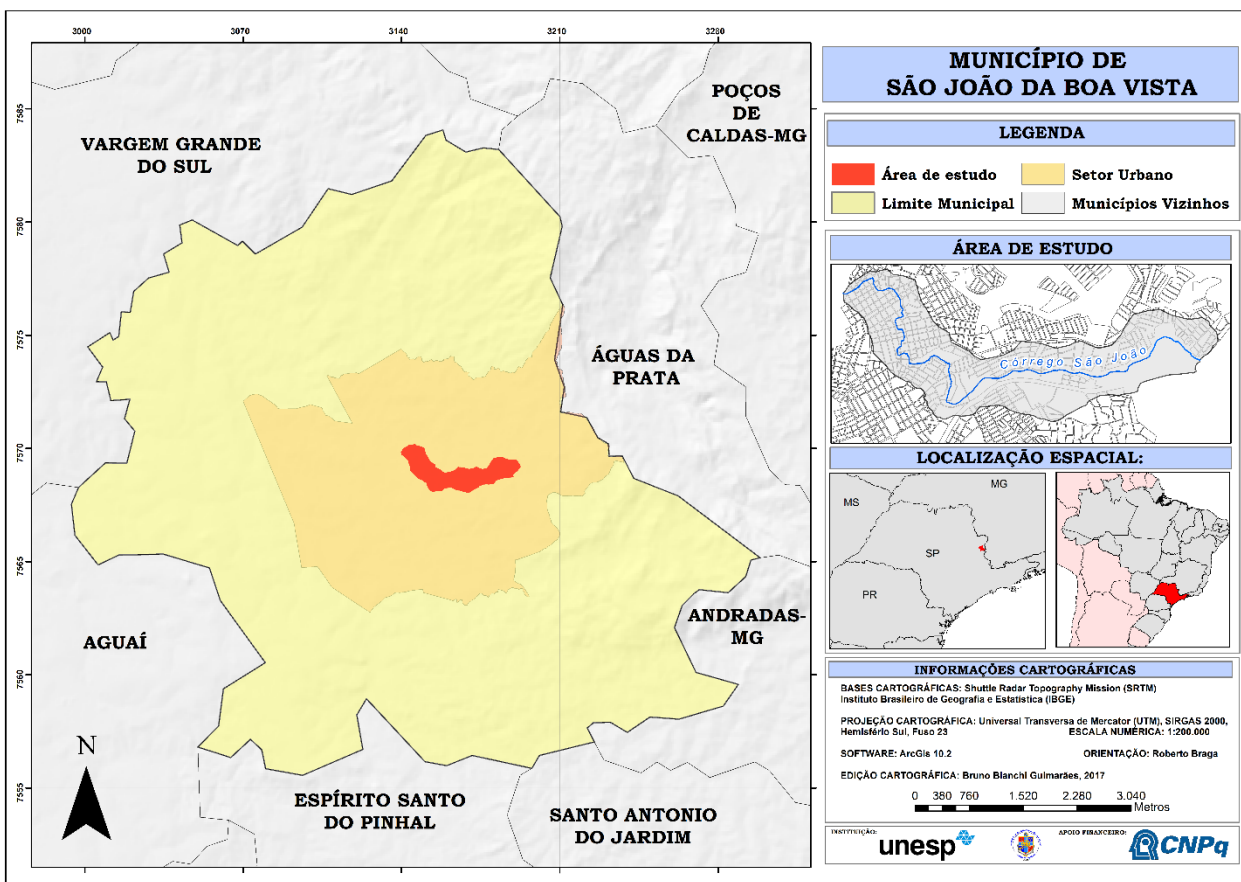 3000 3070 3140 3210 3280
7585
7580
7575
7570
7565
7560
7555
VARGEM GRANDE
DO SUL
POÇOS
DE
CALDAS-MG
ÁGUAS DA
PRATA
AGUAÍ
ANDRADAS-
MG
N
ESPÍRITO SANTO
DO PINHAL
SANTO ANTONIO
DO JARDIM
MUNICÍPIO DE
SÃO JOÃO DA BOA VISTA
LEGENDA
Área de estudo
Setor Urbano
Limite Municipal
Municípios Vizinhos
ÁREA DE ESTUDO
Córrego São João
LOCALIZAÇÃO ESPACIAL:
MG
MS
SP
PR
INFORMAÇÕES CARTOGRÁFICAS
BASES CARTOGRÁFICAS: Shuttle Radar Topography Mission (SRTM)
Instituto Brasileiro de Geografia e Estatística (IBGE)
PROJEÇÃO CARTOGRÁFICA: Universal Transversa de Mercator (UTM), SIRGAS 2000,
Hemisfério Sul, Fuso 23 ESCALA NUMÉRICA: 1:200.000
SOFTWARE: ArcGis 10.2 ORIENTAÇÃO: Roberto Braga
EDIÇÃO CARTOGRÁFICA: Bruno Bianchi Guimarães, 2017
0 380 760 1.520 2.280 3.040
Metros
INSTITUIÇÃO:
unesp
APOIO FINANCEIRO:
CNPq